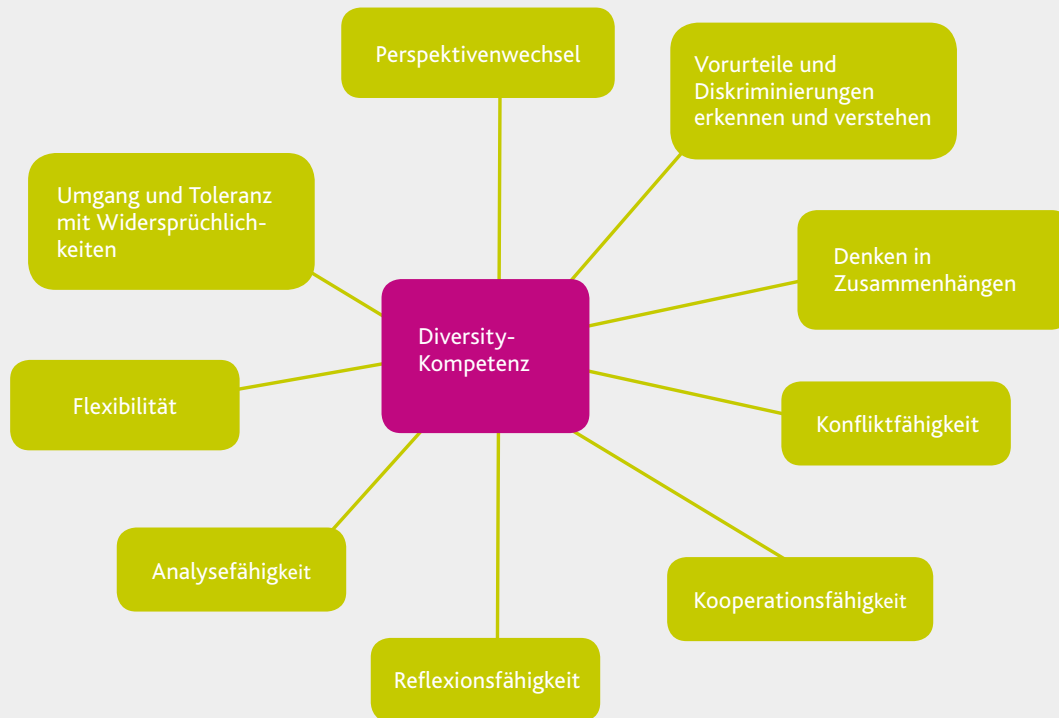 Perspektivenwechsel
Vorurteile und
Diskriminierungen
erkennen und verstehen
Umgang und Toleranz
mit Widersprüchlich-
keiten
Denken in
Zusammenhängen
Diversity-
Kompetenz
Flexibilität
Konfliktfähigkeit
Analysefähigkeit
Kooperationsfähigkeit
Reflexionsfähigkeit